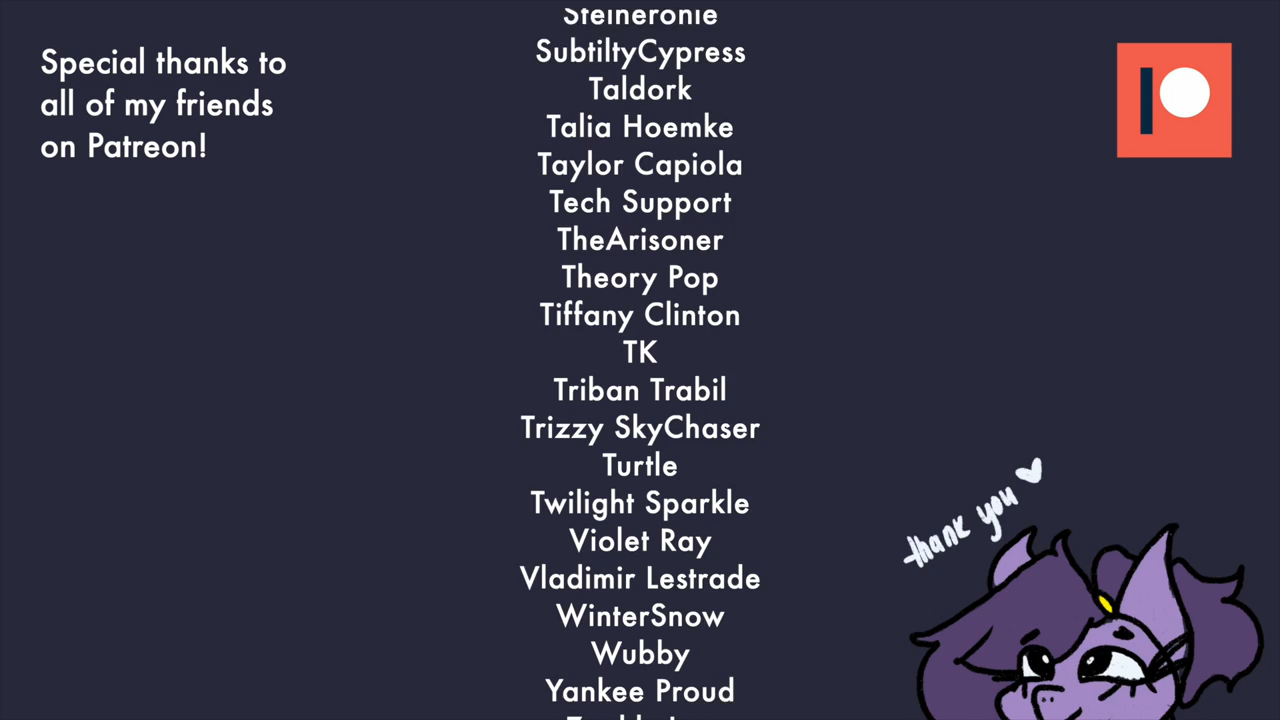 Special thanks to
all of my friends
on Patreon!
Steineronie
SubtiltyCypress
Taldork
Talia Hoemke
Taylor Capiola
Tech Support
TheArisoner
Theory Pop
Tiffany Clinton
TK
Triban Trabil
Trizzy SkyChaser
Turtle
Twilight Sparkle
Violet Ray
Vladimir Lestrade
WinterSnow
Wubby
Yankee Proud
thank you